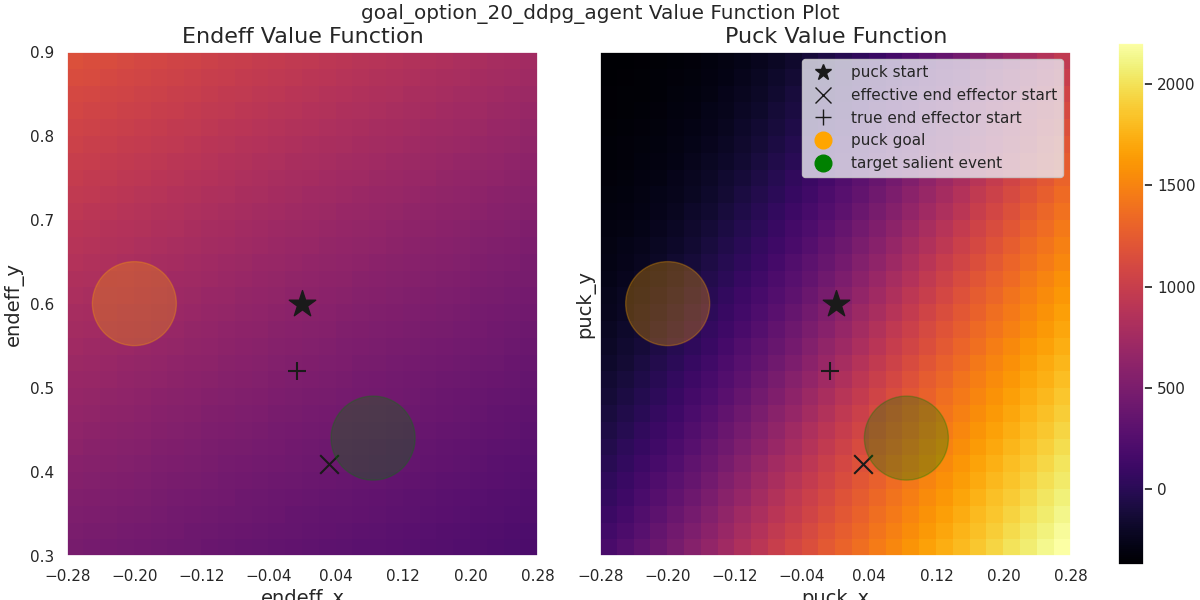 goal_option_20_ddpg_agent Value Function Plot
Endeff Value Function
Puck Value Function
puck start
effective end effector start
true end effector start
puck goal
target salient event
endeff_y
0.9
0.8
0.7
0.6
0.5
0.4
0.3
−0.28 −0.20 −0.12 −0.04 0.04 0.12 0.20 0.28
endeff_x
puck_y
−0.28 −0.20 −0.12 −0.04 0.04 0.12 0.20 0.28
puck_x
2000
1500
1000
500
0